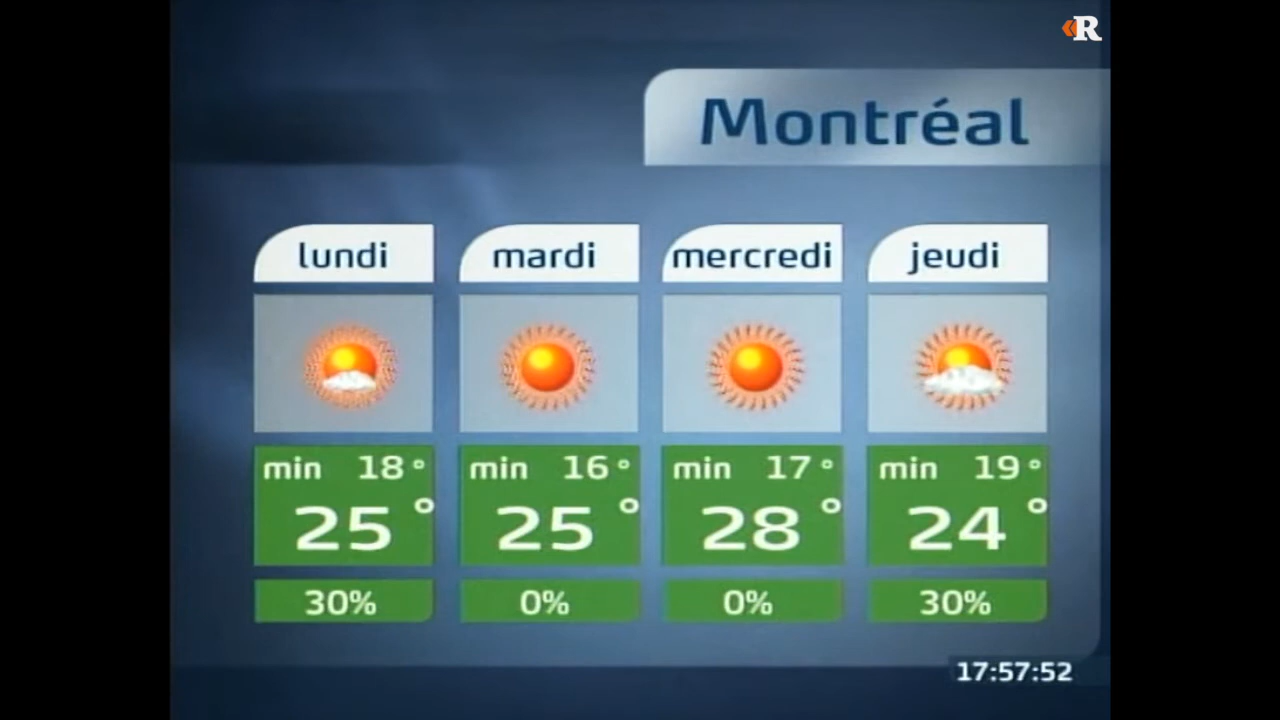 R
Montréal
lundi mardi mercredi jeudi
min 18° min 16° min 17° min 19°
25° 25° 28° 24°
30% 0% 0% 30%
17:57:52